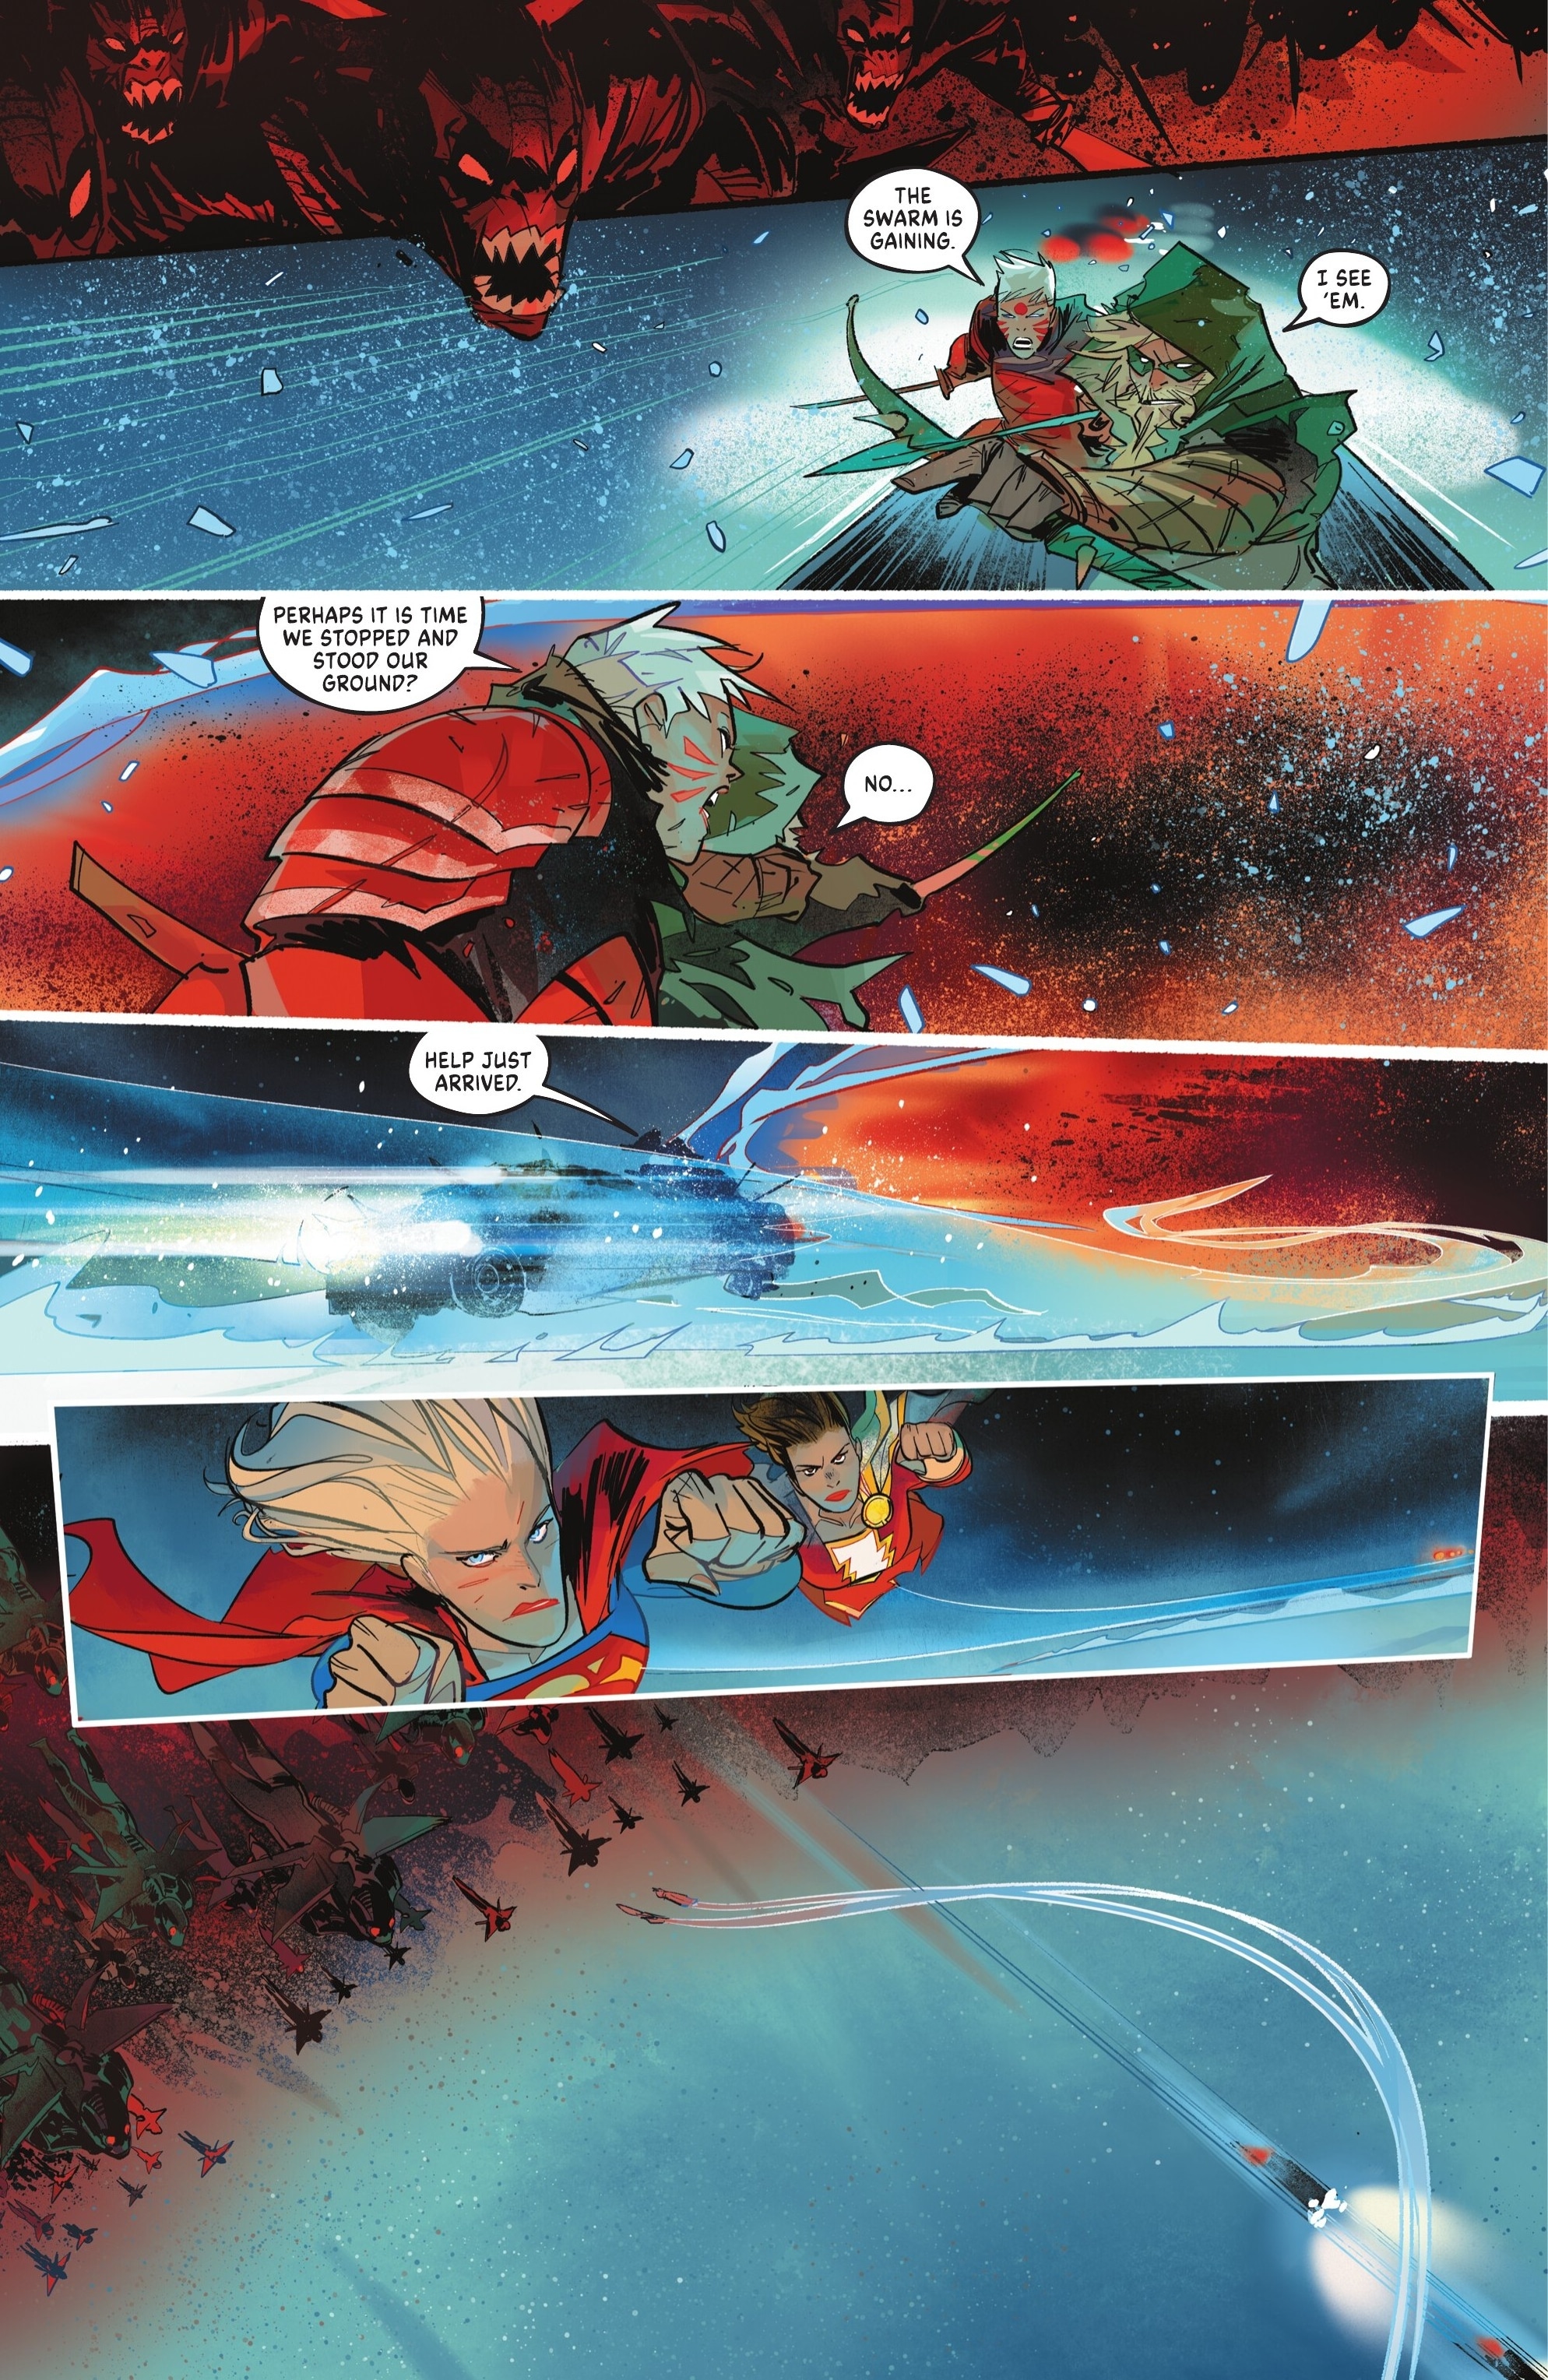 THE
SWARM IS
GAINING.
I SEE
'EM.
PERHAPS IT IS TIME
WE STOPPED AND
STOOD OUR
GROUND?
NO...
HELP JUST
ARRIVED.